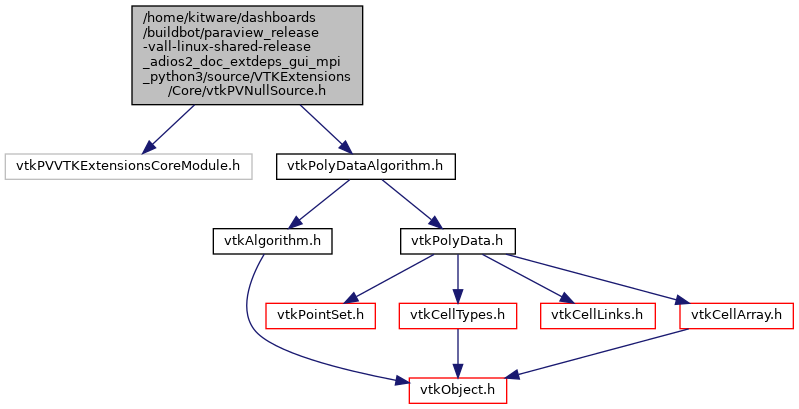 /home/kitware/dashboards
/buildbot/paraview_release
-vall-linux-shared-release
_adios2_doc_extdeps_gui_mpi
_python3/source/VTKExtensions
/Core/vtkPVNullSource.h
vtkPVVTKExtensionsCoreModule.h
vtkPolyDataAlgorithm.h
vtkAlgorithm.h
vtkPolyData.h
vtkPointSet.h
vtkCellTypes.h
vtkCellLinks.h
vtkCellArray.h
vtkObject.h